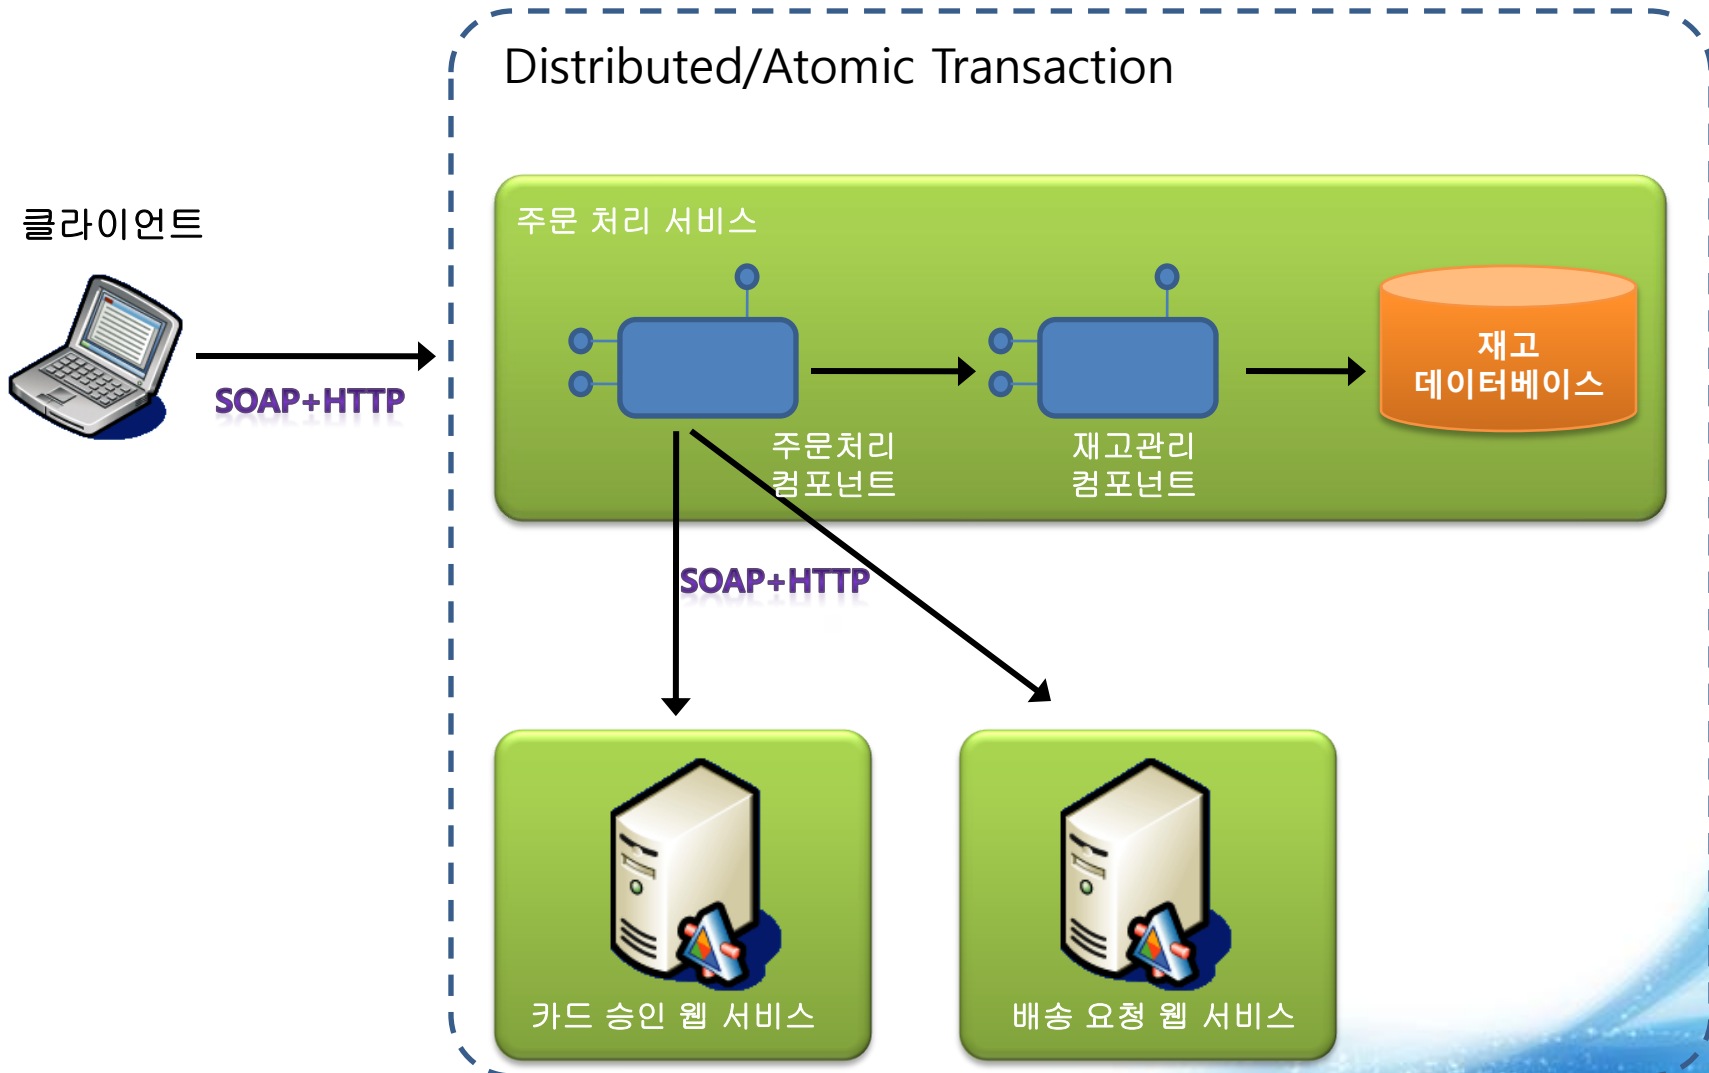 Distributed/Atomic Transaction
클라이언트
SOAP+HTTP
주문 처리 서비스
재고
데이터베이스
주문처리
컴포넌트
재고관리
컴포넌트
SOAP+HTTP
카드 승인 웹 서비스
배송 요청 웹 서비스